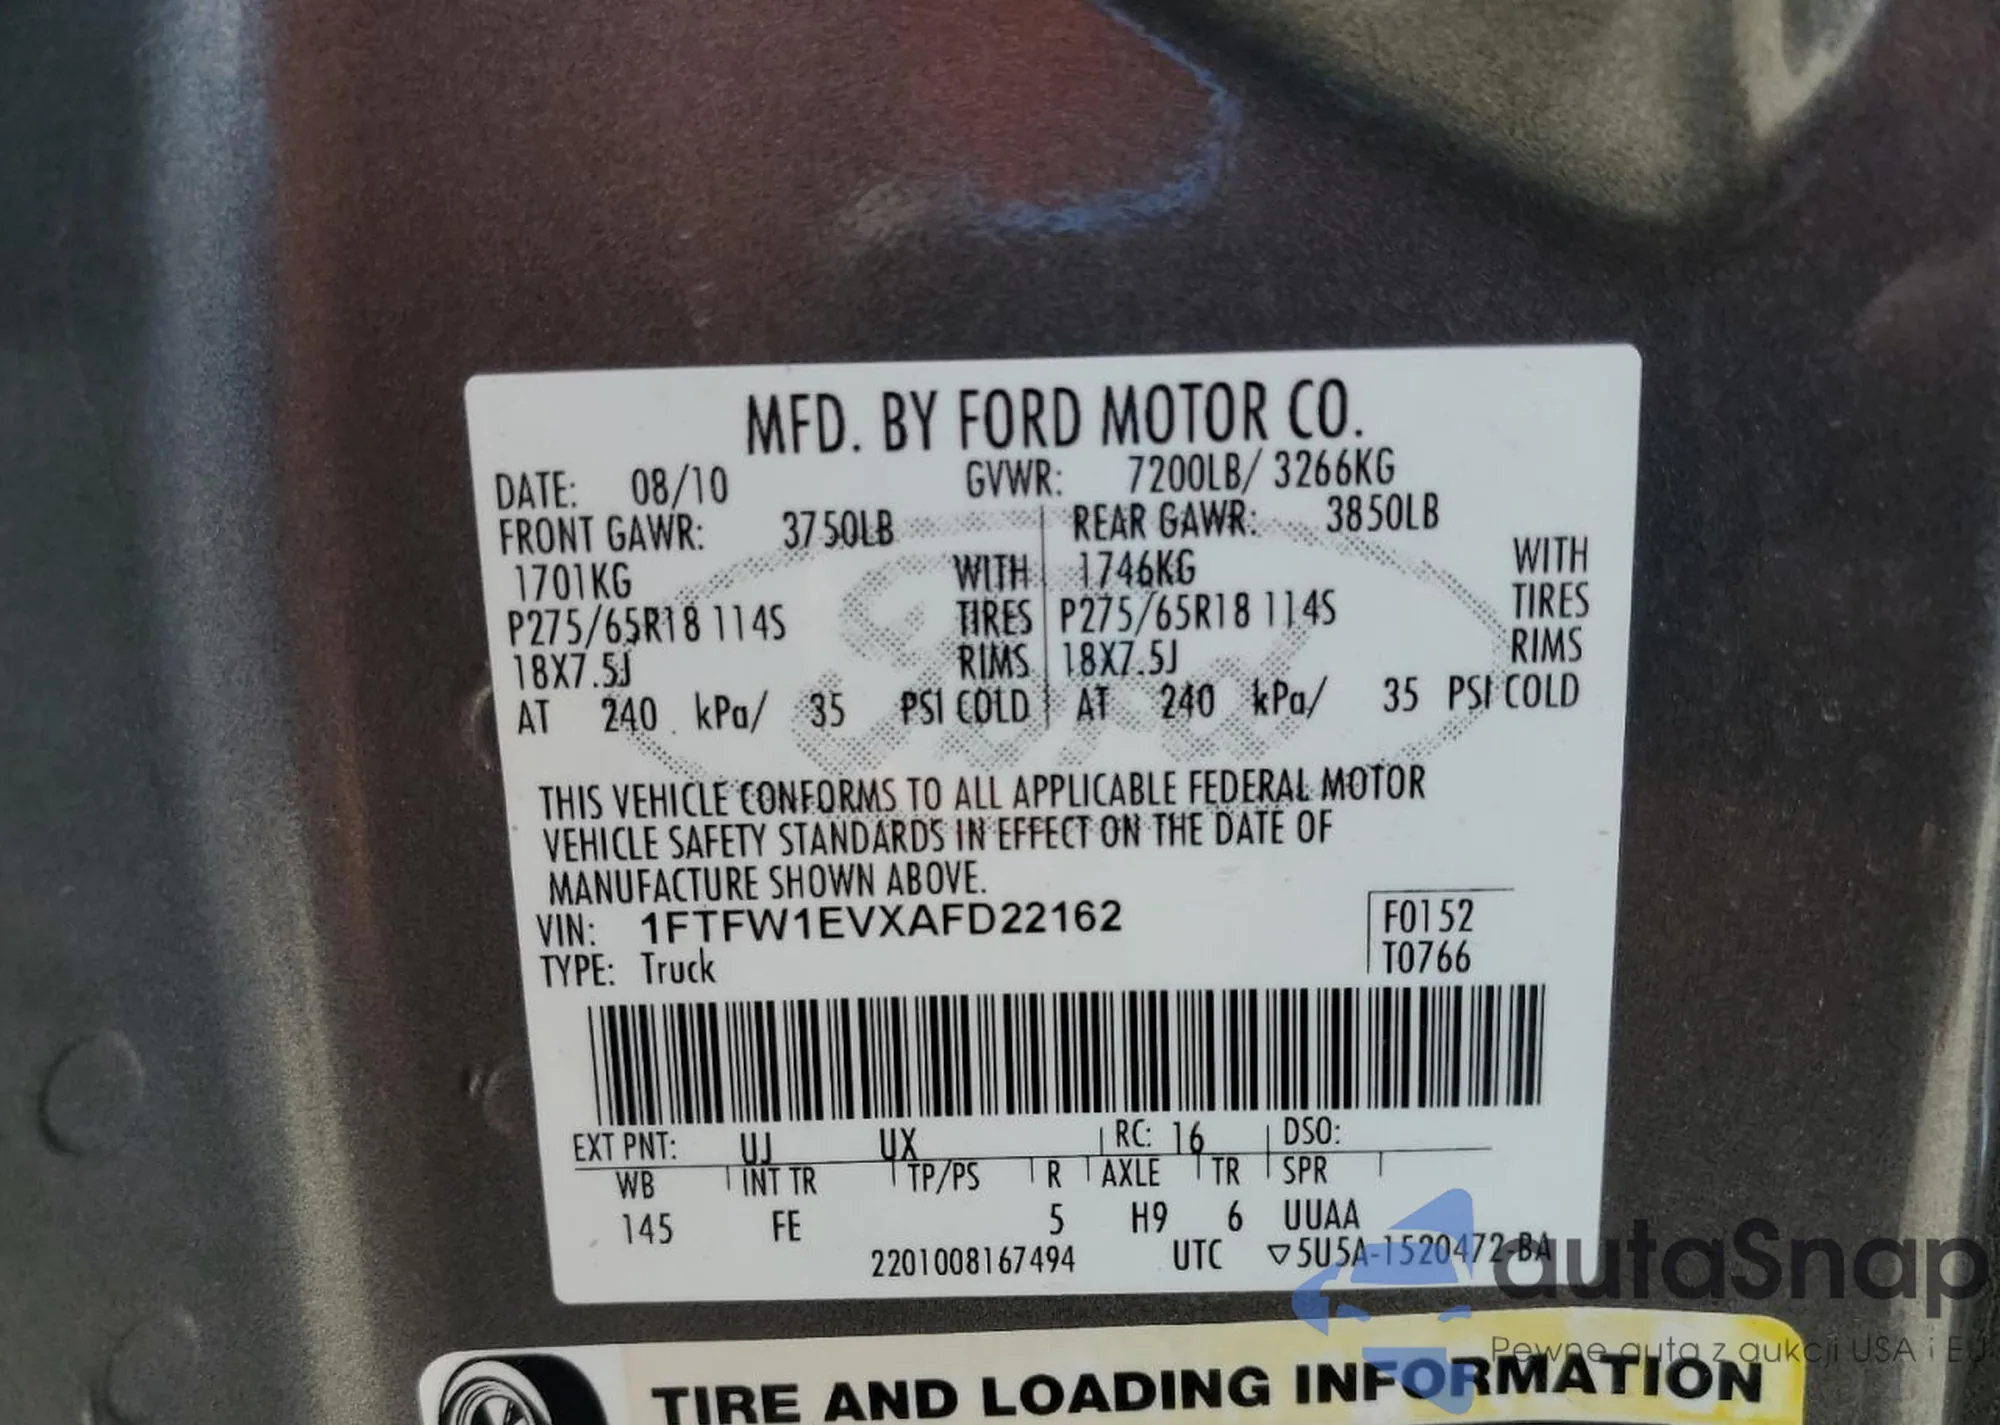 MFD. BY FORD MOTOR CO.
DATE: 08/10 GVWR: 7200LB/ 3266KG
FRONT GAWR: 3750LB REAR GAWR: 3850LB
1701KG WITH 1746KG WITH
P275/65R18 114S TIRES P275/65R18 114S TIRES
18X7.5J RIMS 18X7.5J RIMS
AT 240 kPa/ 35 PSI COLD AT 240 kPa/ 35 PSI COLD
Ford
THIS VEHICLE CONFORMS TO ALL APPLICABLE FEDERAL MOTOR
VEHICLE SAFETY STANDARDS IN EFFECT ON THE DATE OF
MANUFACTURE SHOWN ABOVE.
VIN: 1FTFW1EVXAFD22162 F0152
TYPE: Truck T0766
EXT PNT: UJ UX RC: 16 DSO:
WB INT TR TP/PS R AXLE TR SPR
145 FE 5 H9 6 UUAA
2201008167494 UTC ▽5U5A-1520472-BA
autaSnap
Pewne auta z aukcji USA i EU
TIRE AND LOADING INFORMATION